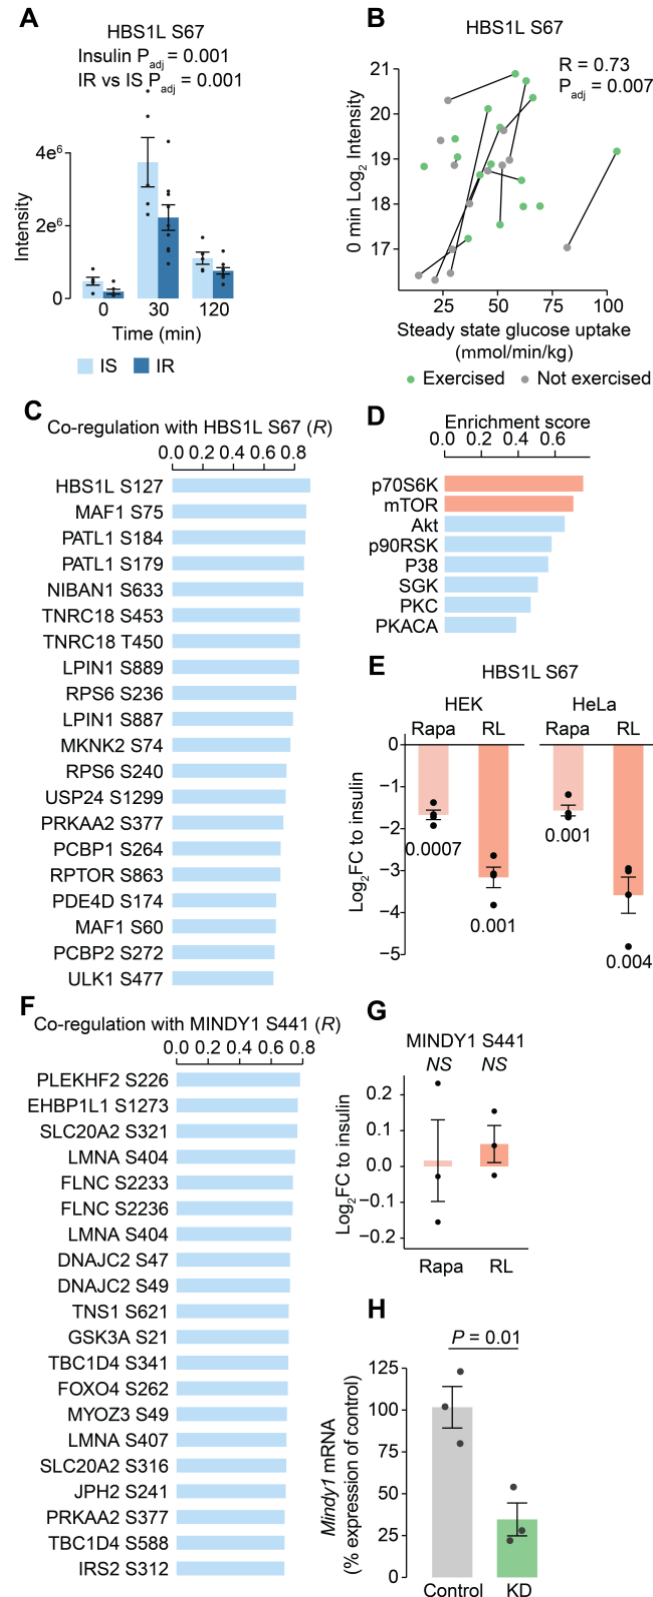 A
HBS1L S67
Insulin P_adj = 0.001
IR vs IS P_adj = 0.001
4e⁶
2e⁶
0
Intensity
0 30 120
Time (min)
IS IR
B
HBS1L S67
R = 0.73
P_adj = 0.007
21
20
19
18
17
0 min Log₂ Intensity
25 50 75 100
Steady state glucose uptake
(mmol/min/kg)
Exercised Not exercised
C
Co-regulation with HBS1L S67 (R)
0.0 0.4 0.8
HBS1L S127
MAF1 S75
PATL1 S184
PATL1 S179
NIBAN1 S633
TNRC18 S453
TNRC18 T450
LPIN1 S889
RPS6 S236
LPIN1 S887
MKNK2 S74
RPS6 S240
USP24 S1299
PRKAA2 S377
PCBP1 S264
RPTOR S863
PDE4D S174
MAF1 S60
PCBP2 S272
ULK1 S477
D
Enrichment score
0.0 0.2 0.4 0.6
p70S6K
mTOR
Akt
p90RSK
P38
SGK
PKC
PKACA
E
HBS1L S67
HEK HeLa
Rapa RL Rapa RL
0
−1
−2
−3
−4
−5
Log₂FC to insulin
0.0007
0.001
0.001
0.004
F
Co-regulation with MINDY1 S441 (R)
0.0 0.2 0.4 0.6 0.8
PLEKHF2 S226
EHBP1L1 S1273
SLC20A2 S321
LMNA S404
FLNC S2233
FLNC S2236
LMNA S404
DNAJC2 S47
DNAJC2 S49
TNS1 S621
GSK3A S21
TBC1D4 S341
FOXO4 S262
MYOZ3 S49
LMNA S407
SLC20A2 S316
JPH2 S241
PRKAA2 S377
TBC1D4 S588
IRS2 S312
G
MINDY1 S441
NS NS
0.2
0.1
0.0
−0.1
−0.2
Log₂FC to insulin
Rapa RL
H
P = 0.01
125
100
75
50
25
0
Mindy1 mRNA
(% expression of control)
Control KD